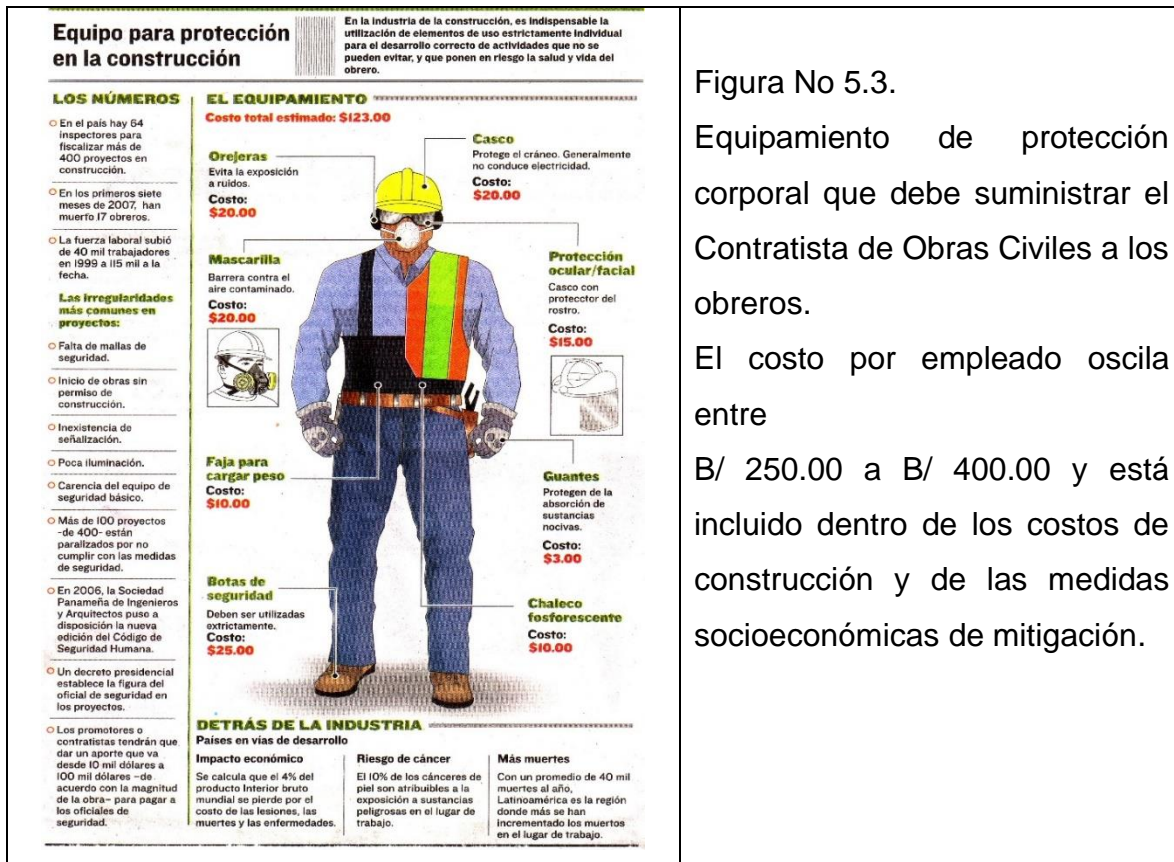 Equipo para protección
en la construcción
En la industria de la construcción, es indispensable la
utilización de elementos de uso estrictamente individual
para el desarrollo correcto de actividades que no se
pueden evitar, y que ponen en riesgo la salud y vida del
obrero.
LOS NÚMEROS
En el país hay 64
inspectores para
fiscalizar más de
400 proyectos en
construcción.
En los primeros siete
meses de 2007, han
muerto 17 obreros.
La fuerza laboral subió
de 40 mil trabajadores
en 1999 a 115 mil a la
fecha.
Las irregularidades
más comunes en
proyectos:
Falta de mallas de
seguridad.
Inicio de obras sin
permiso de
construcción.
Inexistencia de
señalización.
Poca iluminación.
Carencia del equipo de
seguridad básico.
Más de 100 proyectos
-de 400- están
paralizados por no
cumplir con las medidas
de seguridad.
En 2006, la Sociedad
Panameña de Ingenieros
y Arquitectos puso a
disposición la nueva
edición del Código de
Seguridad Humana.
Un decreto presidencial
establece la figura del
oficial de seguridad en
los proyectos.
Los promotores o
contratistas tendrán que
dar un aporte que va
desde 10 mil dólares a
100 mil dólares -de
acuerdo con la magnitud
de la obra- para pagar a
los oficiales de
seguridad.
EL EQUIPAMIENTO
Costo total estimado: $123.00
Orejeras
Evita la exposición
a ruidos.
Costo:
$20.00
Casco
Protege el cráneo. Generalmente
no conduce electricidad.
Costo:
$20.00
Mascarilla
Barrera contra el
aire contaminado.
Costo:
$20.00
Protección
ocular/facial
Casco con
protecctor del
rostro.
Costo:
$15.00
Faja para
cargar peso
Costo:
$10.00
Guantes
Protegen de la
absorción de
sustancias
nocivas.
Costo:
$3.00
Botas de
seguridad
Deben ser utilizadas
extrictamente.
Costo:
$25.00
Chaleco
fosforescente
Costo:
$10.00
DETRÁS DE LA INDUSTRIA
Países en vías de desarrollo
Impacto económico
Se calcula que el 4% del
producto Interior bruto
mundial se pierde por el
costo de las lesiones, las
muertes y las enfermedades.
Riesgo de cáncer
El 10% de los cánceres de
piel son atribuibles a la
exposición a sustancias
peligrosas en el lugar de
trabajo.
Más muertes
Con un promedio de 40 mil
muertes al año,
Latinoamérica es la región
donde más se han
incrementado los muertos
en el lugar de trabajo.
Figura No 5.3.
Equipamiento de protección
corporal que debe suministrar el
Contratista de Obras Civiles a los
obreros.
El costo por empleado oscila
entre
B/ 250.00 a B/ 400.00 y está
incluido dentro de los costos de
construcción y de las medidas
socioeconómicas de mitigación.